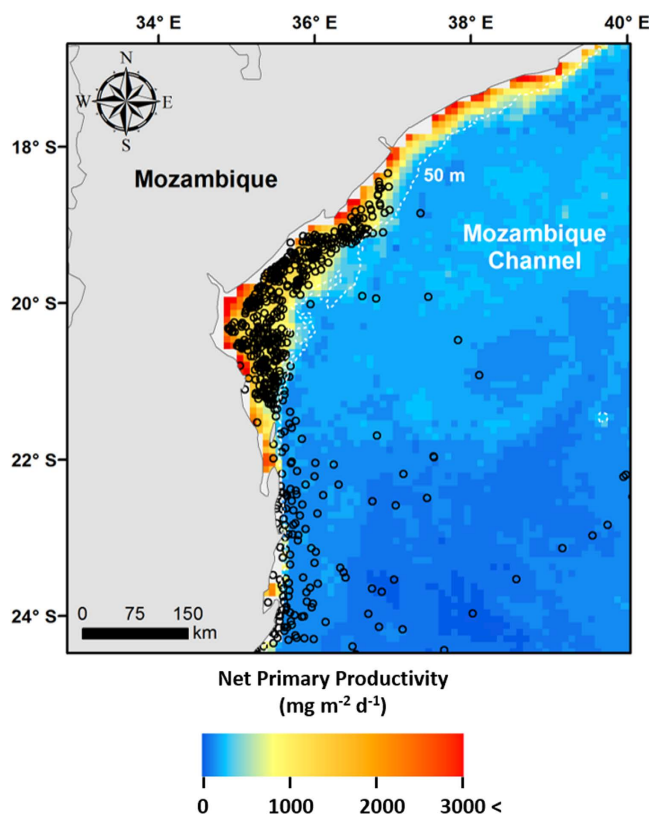 34° E 36° E 38° E 40° E
N
W E
S
18° S
Mozambique
50 m
Mozambique
Channel
20° S
22° S
24° S
0 75 150
km
Net Primary Productivity
(mg m⁻² d⁻¹)
0 1000 2000 3000 <